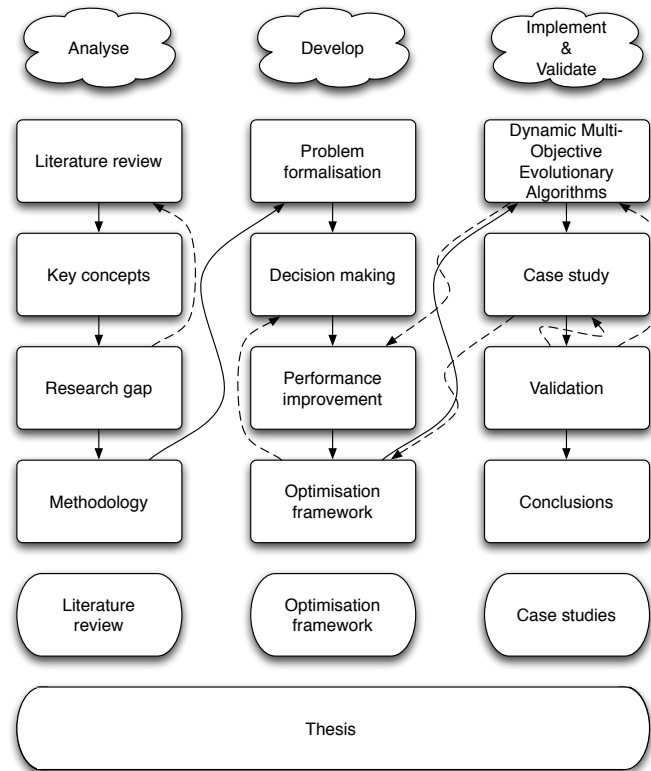 Analyse
Develop
Implement
&
Validate
Literature review
Problem
formalisation
Dynamic Multi-
Objective
Evolutionary
Algorithms
Key concepts
Decision making
Case study
Research gap
Performance
improvement
Validation
Methodology
Optimisation
framework
Conclusions
Literature
review
Optimisation
framework
Case studies
Thesis